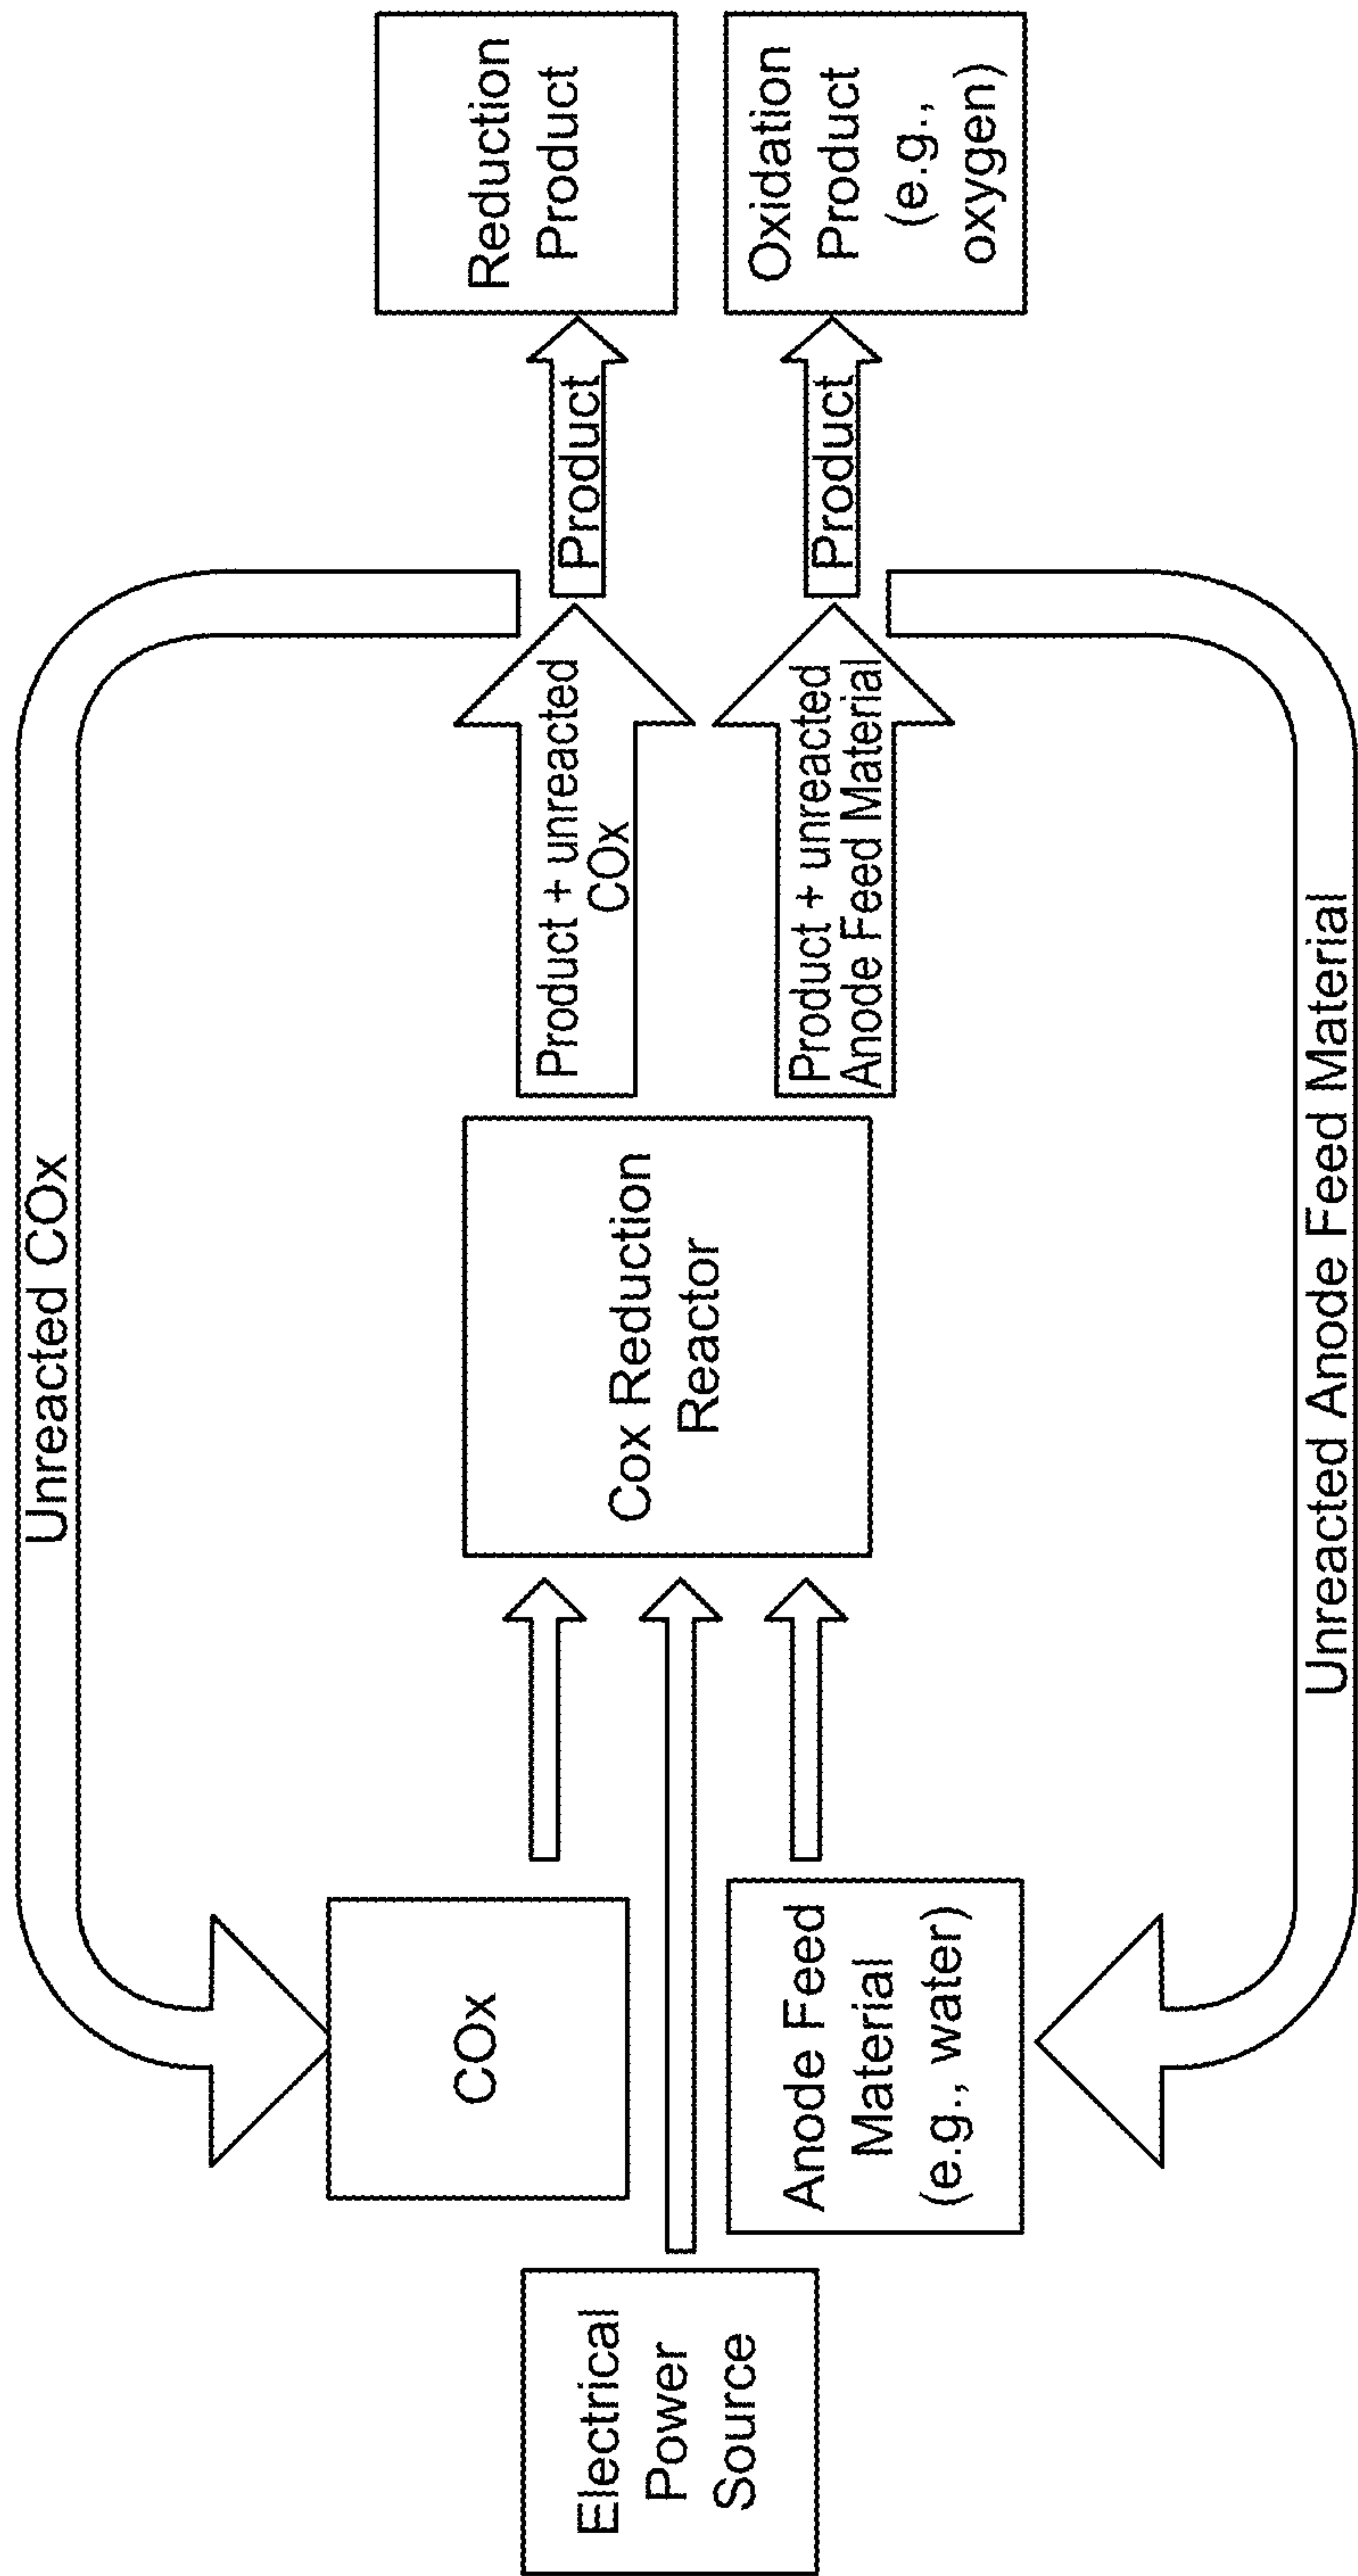 Unreacted COx
COx
Electrical
Power
Source
Anode Feed
Material
(e.g., water)
Cox Reduction
Reactor
Product + unreacted
COx
Product + unreacted
Anode Feed Material
Product
Product
Reduction
Product
Oxidation
Product
(e.g.,
oxygen)
Unreacted Anode Feed Material